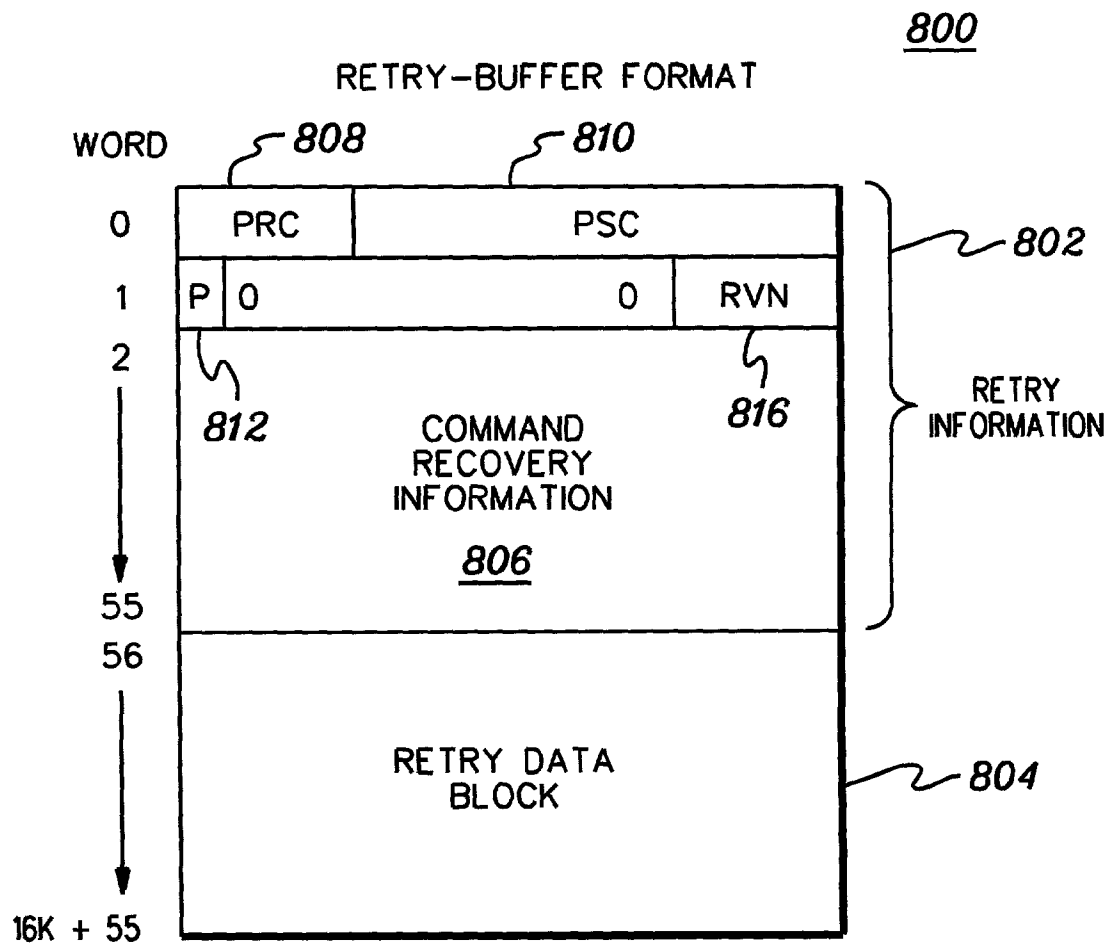 800
RETRY-BUFFER FORMAT
WORD
808
810
0
PRC
PSC
802
1
P
0
0
RVN
2
812
816
RETRY
INFORMATION
COMMAND
RECOVERY
INFORMATION
806
55
56
RETRY DATA
BLOCK
804
16K + 55